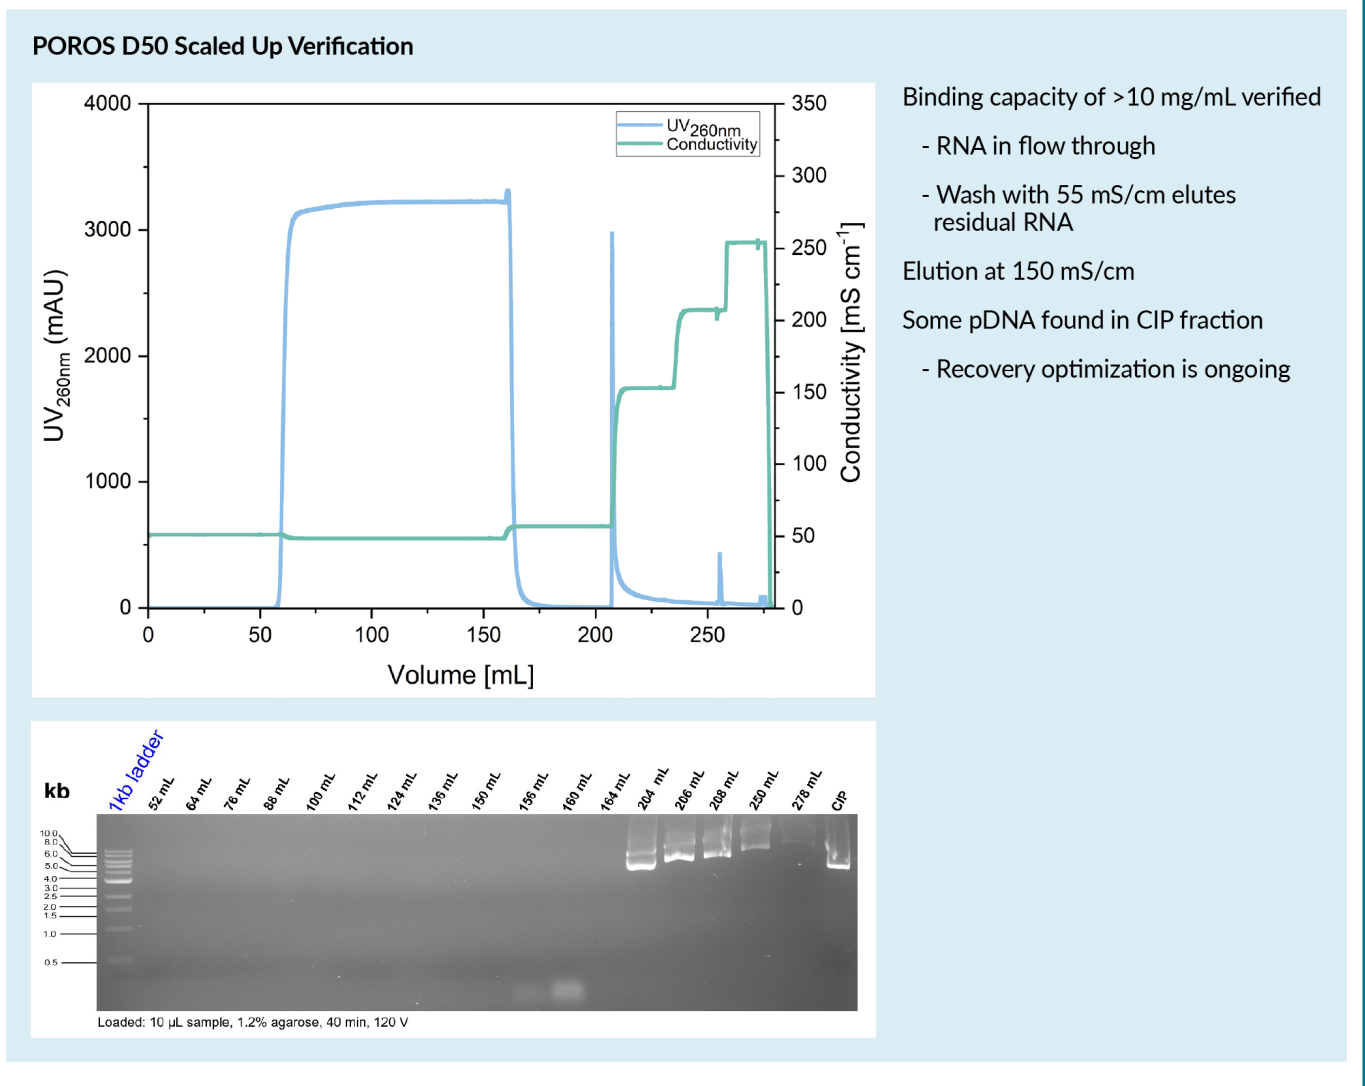 POROS D50 Scaled Up Verification
4000
3000
2000
1000
0
UV260nm (mAU)
UV260nm
Conductivity
350
300
250
200
150
100
50
0
Conductivity [mS cm-1]
0 50 100 150 200 250
Volume [mL]
Binding capacity of >10 mg/mL verified
- RNA in flow through
- Wash with 55 mS/cm elutes
residual RNA
Elution at 150 mS/cm
Some pDNA found in CIP fraction
- Recovery optimization is ongoing
kb
1kb ladder 52 mL 64 mL 76 mL 88 mL 100 mL 112 mL 124 mL 136 mL 150 mL 156 mL 160 mL 164 mL 204 mL 206 mL 208 mL 250 mL 278 mL CIP
10.0
8.0
6.0
5.0
4.0
3.0
2.5
2.0
1.5
1.0
0.5
Loaded: 10 µL sample, 1.2% agarose, 40 min, 120 V